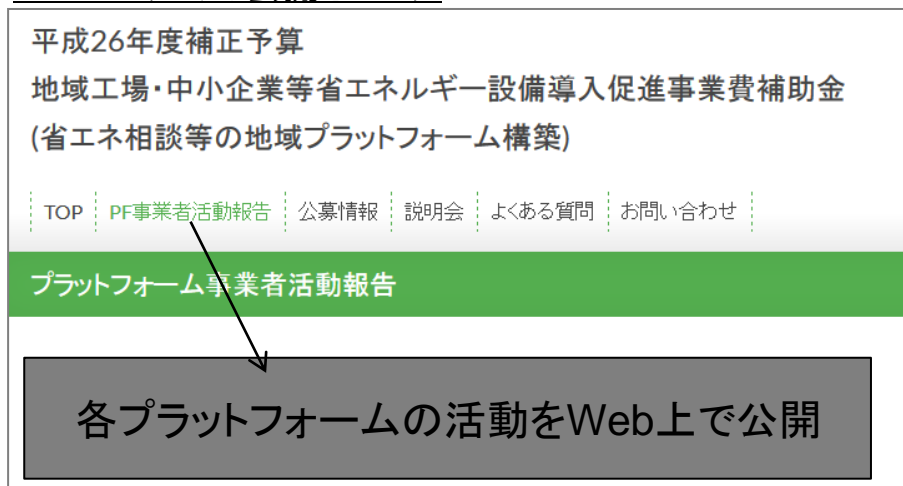 平成26年度補正予算
地域工場・中小企業等省エネルギー設備導入促進事業費補助金
(省エネ相談等の地域プラットフォーム構築)
TOP PF事業者活動報告 公募情報 説明会 よくある質問 お問い合わせ
プラットフォーム事業者活動報告
各プラットフォームの活動をWeb上で公開